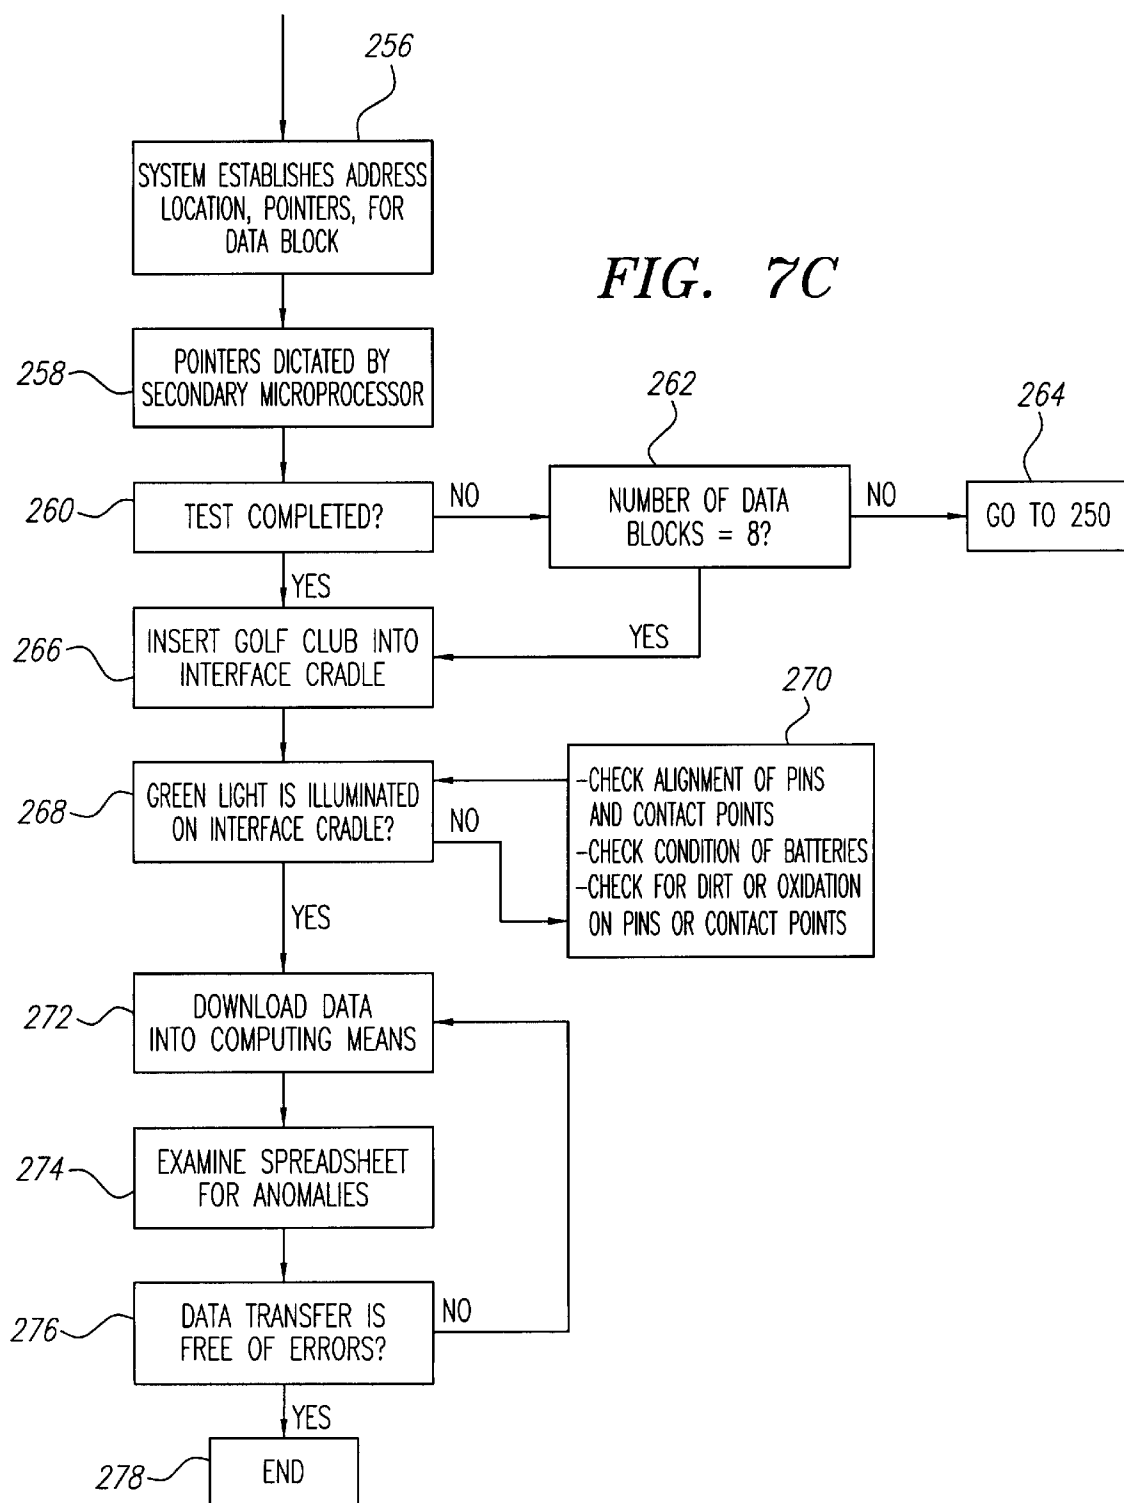 256
SYSTEM ESTABLISHES ADDRESS
LOCATION, POINTERS, FOR
DATA BLOCK
FIG. 7C
258
POINTERS DICTATED BY
SECONDARY MICROPROCESSOR
262
264
260
TEST COMPLETED?
NO
NUMBER OF DATA
BLOCKS = 8?
NO
GO TO 250
YES
266
INSERT GOLF CLUB INTO
INTERFACE CRADLE
YES
270
268
GREEN LIGHT IS ILLUMINATED
ON INTERFACE CRADLE?
NO
-CHECK ALIGNMENT OF PINS
AND CONTACT POINTS
-CHECK CONDITION OF BATTERIES
-CHECK FOR DIRT OR OXIDATION
ON PINS OR CONTACT POINTS
YES
272
DOWNLOAD DATA
INTO COMPUTING MEANS
274
EXAMINE SPREADSHEET
FOR ANOMALIES
276
DATA TRANSFER IS
FREE OF ERRORS?
NO
YES
278
END